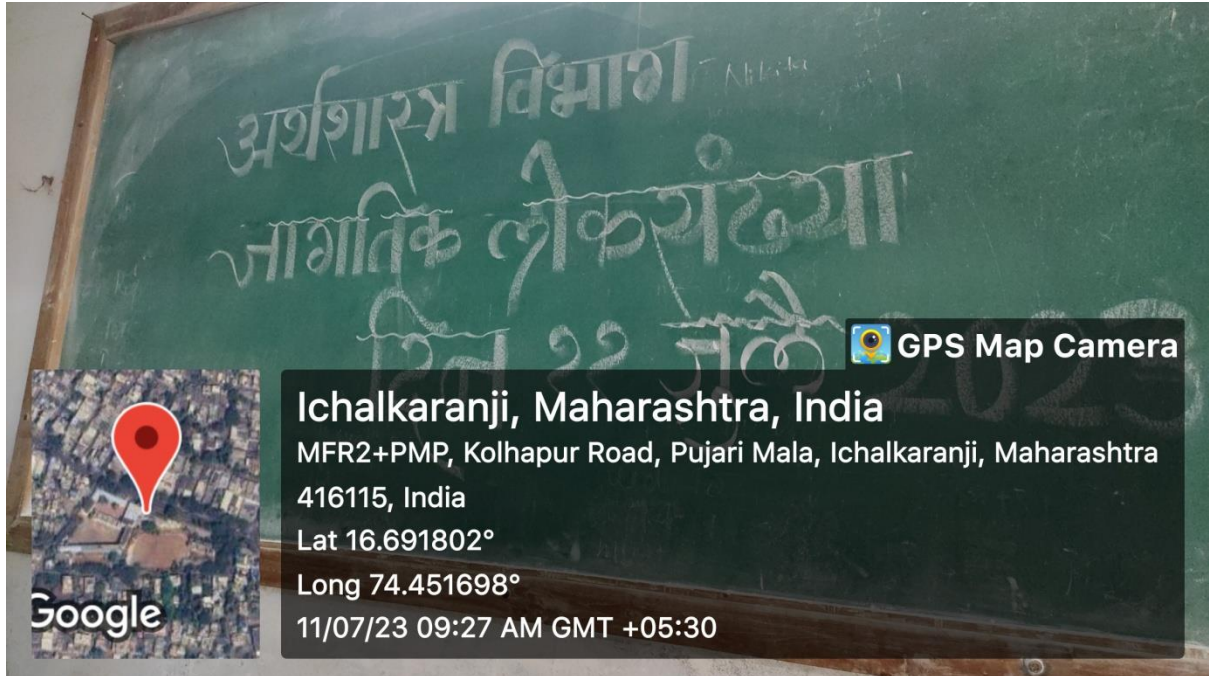 अर्थशास्त्र विभाग
Nikita
जागतिक लोकसंख्या
दिन ११ जुलै 2023
GPS Map Camera
Ichalkaranji, Maharashtra, India
MFR2+PMP, Kolhapur Road, Pujari Mala, Ichalkaranji, Maharashtra
416115, India
Lat 16.691802°
Long 74.451698°
11/07/23 09:27 AM GMT +05:30
Google